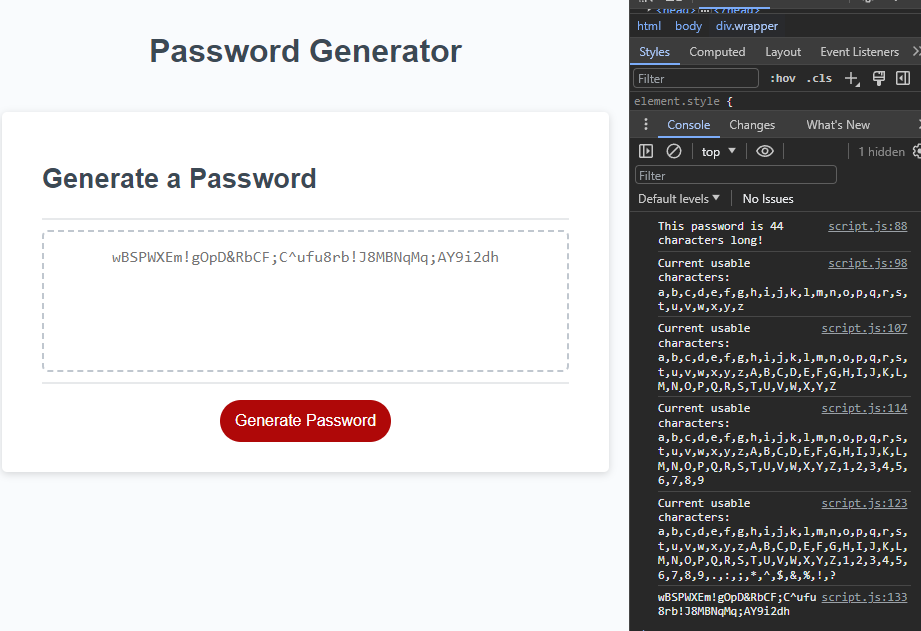 Password Generator
Generate a Password
wBSPWXEm!gOpD&RbCF;C^ufu8rb!J8MBNqMq;AY9i2dh
Generate Password
html body div.wrapper
Styles Computed Layout Event Listeners
Filter :hov .cls
element.style {
Console Changes What's New
top 1 hidden
Filter
Default levels No Issues
This password is 44 script.js:88
characters long!
Current usable script.js:98
characters:
a,b,c,d,e,f,g,h,i,j,k,l,m,n,o,p,q,r,s,
t,u,v,w,x,y,z
Current usable script.js:107
characters:
a,b,c,d,e,f,g,h,i,j,k,l,m,n,o,p,q,r,s,
t,u,v,w,x,y,z,A,B,C,D,E,F,G,H,I,J,K,L,
M,N,O,P,Q,R,S,T,U,V,W,X,Y,Z
Current usable script.js:114
characters:
a,b,c,d,e,f,g,h,i,j,k,l,m,n,o,p,q,r,s,
t,u,v,w,x,y,z,A,B,C,D,E,F,G,H,I,J,K,L,
M,N,O,P,Q,R,S,T,U,V,W,X,Y,Z,1,2,3,4,5,
6,7,8,9
Current usable script.js:123
characters:
a,b,c,d,e,f,g,h,i,j,k,l,m,n,o,p,q,r,s,
t,u,v,w,x,y,z,A,B,C,D,E,F,G,H,I,J,K,L,
M,N,O,P,Q,R,S,T,U,V,W,X,Y,Z,1,2,3,4,5,
6,7,8,9,.,:,;,*,^,$,&,%,!,?
wBSPWXEm!gOpD&RbCF;C^ufu script.js:133
8rb!J8MBNqMq;AY9i2dh